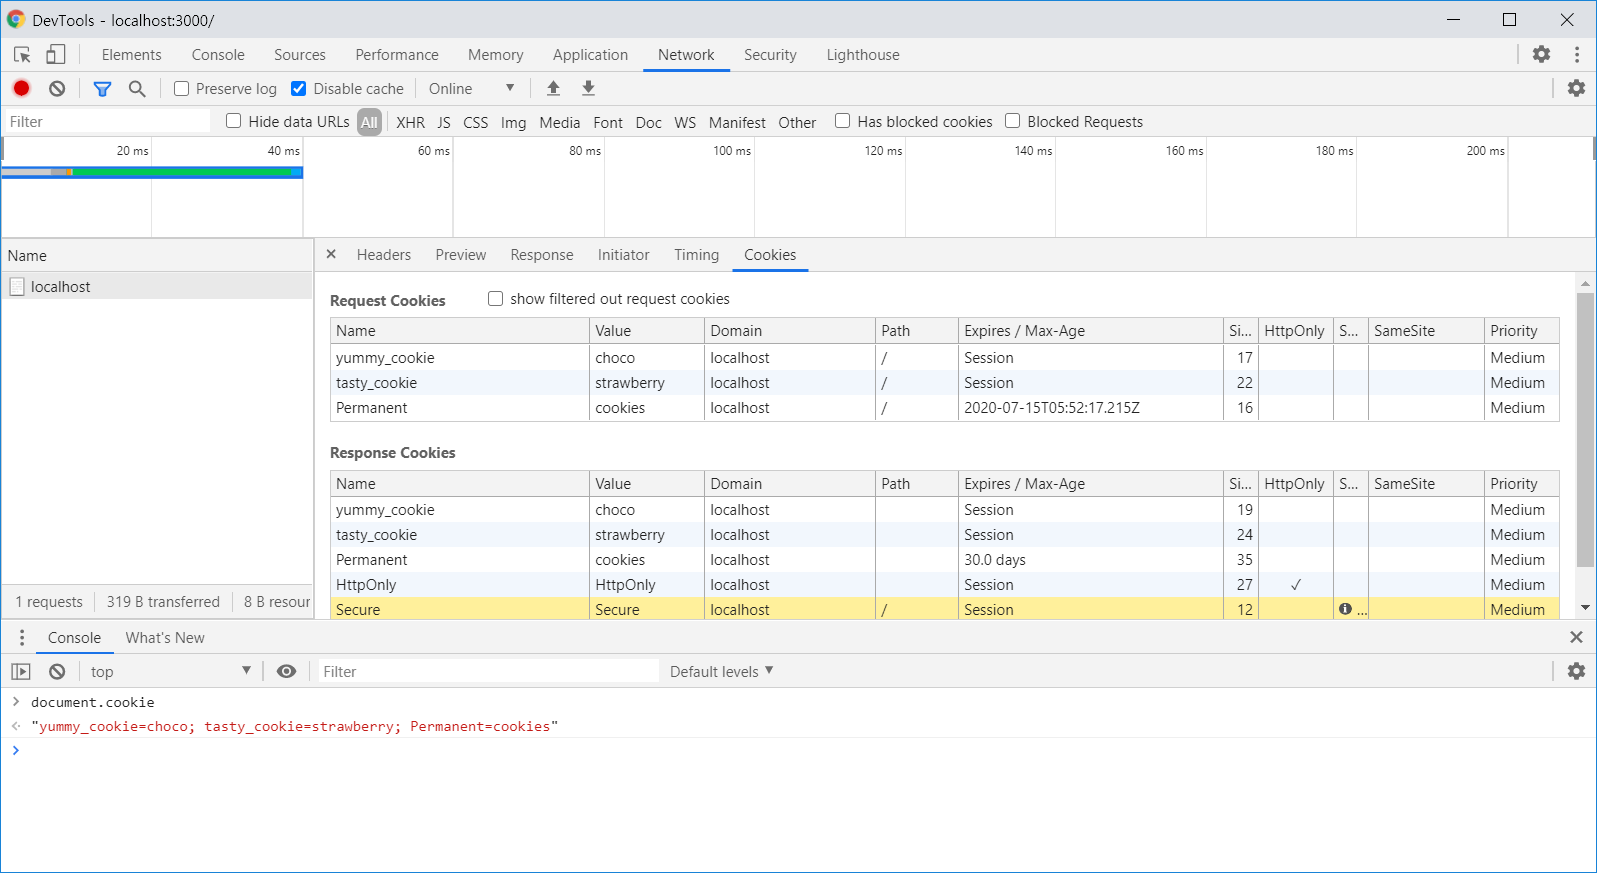 DevTools - localhost:3000/
Elements Console Sources Performance Memory Application Network Security Lighthouse
Preserve log Disable cache Online
Filter Hide data URLs All XHR JS CSS Img Media Font Doc WS Manifest Other Has blocked cookies Blocked Requests
20 ms 40 ms 60 ms 80 ms 100 ms 120 ms 140 ms 160 ms 180 ms 200 ms
Name
localhost
1 requests 319 B transferred 8 B resour
Headers Preview Response Initiator Timing Cookies
Request Cookies show filtered out request cookies
Name Value Domain Path Expires / Max-Age Si... HttpOnly S... SameSite Priority
yummy_cookie choco localhost / Session 17 Medium
tasty_cookie strawberry localhost / Session 22 Medium
Permanent cookies localhost / 2020-07-15T05:52:17.215Z 16 Medium
Response Cookies
Name Value Domain Path Expires / Max-Age Si... HttpOnly S... SameSite Priority
yummy_cookie choco localhost Session 19 Medium
tasty_cookie strawberry localhost Session 24 Medium
Permanent cookies localhost 30.0 days 35 Medium
HttpOnly HttpOnly localhost Session 27 ✓ Medium
Secure Secure localhost / Session 12 ... Medium
Console What's New
top Filter Default levels
> document.cookie
"yummy_cookie=choco; tasty_cookie=strawberry; Permanent=cookies"
>